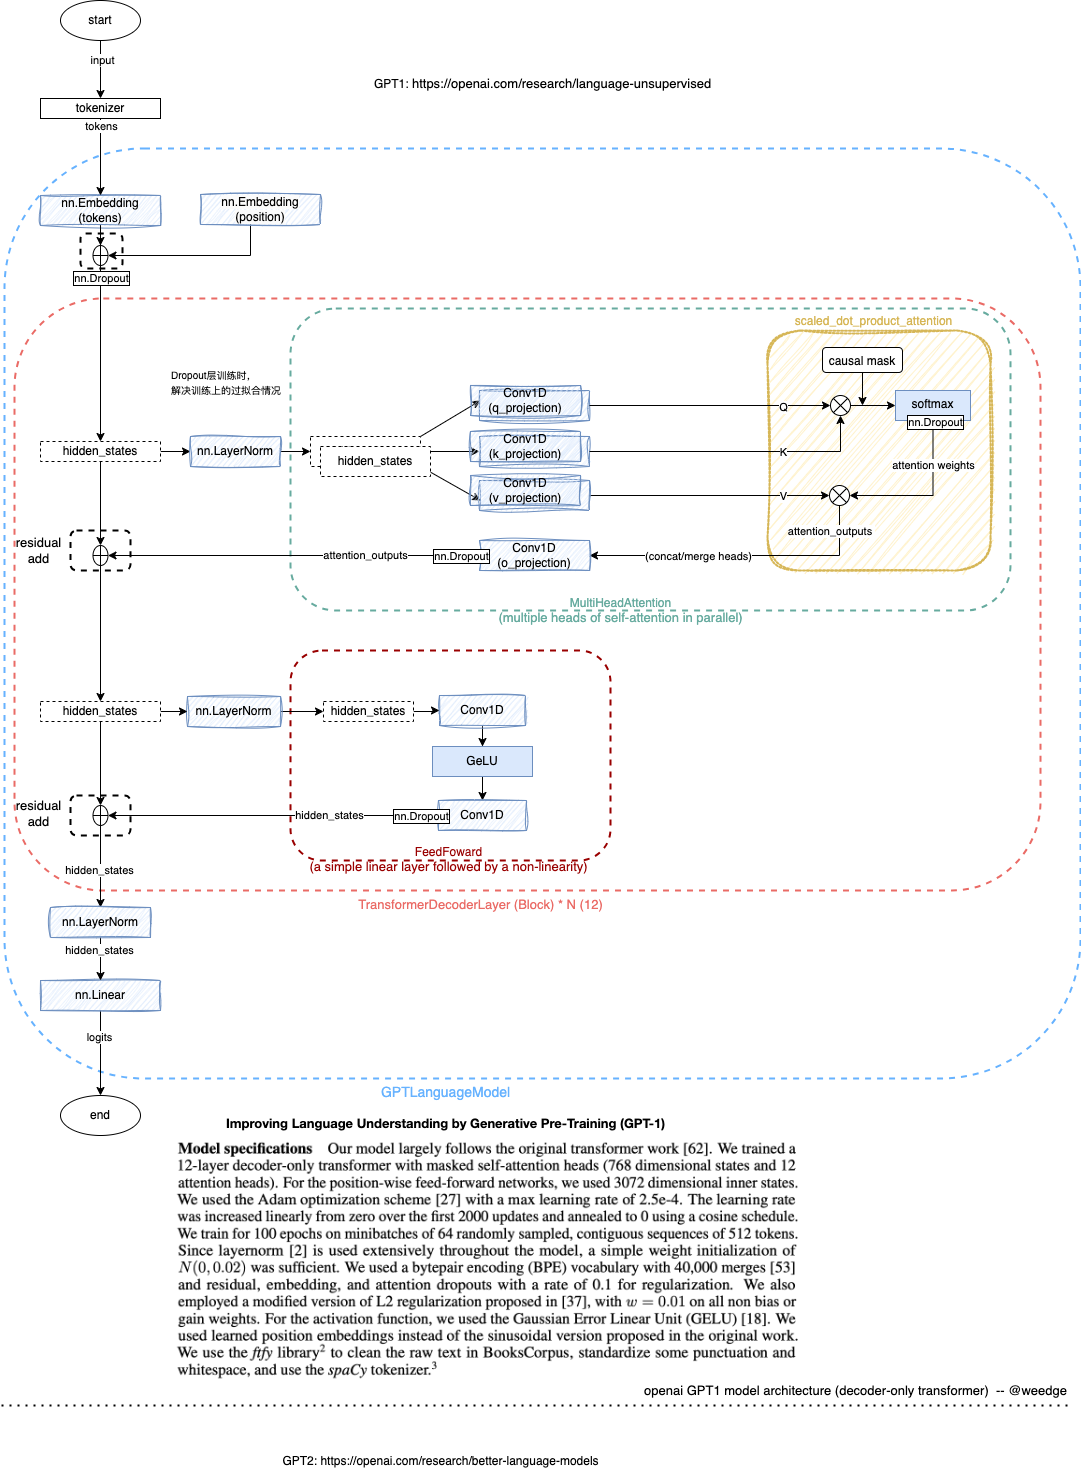 start
input
GPT1: https://openai.com/research/language-unsupervised
tokenizer
tokens
nn.Embedding
(tokens)
nn.Embedding
(position)
nn.Dropout
scaled_dot_product_attention
causal mask
Dropout层训练时,
解决训练上的过拟合情况
Conv1D
(q_projection)
Q
softmax
nn.Dropout
hidden_states
nn.LayerNorm
hidden_states
Conv1D
(k_projection)
K
attention weights
Conv1D
(v_projection)
V
attention_outputs
residual
add
attention_outputs
nn.Dropout
Conv1D
(o_projection)
(concat/merge heads)
MultiHeadAttention
(multiple heads of self-attention in parallel)
hidden_states
nn.LayerNorm
hidden_states
Conv1D
GeLU
residual
add
hidden_states
nn.Dropout
Conv1D
FeedFoward
(a simple linear layer followed by a non-linearity)
hidden_states
TransformerDecoderLayer (Block) * N (12)
nn.LayerNorm
hidden_states
nn.Linear
logits
GPTLanguageModel
end
Improving Language Understanding by Generative Pre-Training (GPT-1)
Model specifications Our model largely follows the original transformer work [62]. We trained a
12-layer decoder-only transformer with masked self-attention heads (768 dimensional states and 12
attention heads). For the position-wise feed-forward networks, we used 3072 dimensional inner states.
We used the Adam optimization scheme [27] with a max learning rate of 2.5e-4. The learning rate
was increased linearly from zero over the first 2000 updates and annealed to 0 using a cosine schedule.
We train for 100 epochs on minibatches of 64 randomly sampled, contiguous sequences of 512 tokens.
Since layernorm [2] is used extensively throughout the model, a simple weight initialization of
N(0, 0.02) was sufficient. We used a bytepair encoding (BPE) vocabulary with 40,000 merges [53]
and residual, embedding, and attention dropouts with a rate of 0.1 for regularization. We also
employed a modified version of L2 regularization proposed in [37], with w = 0.01 on all non bias or
gain weights. For the activation function, we used the Gaussian Error Linear Unit (GELU) [18]. We
used learned position embeddings instead of the sinusoidal version proposed in the original work.
We use the ftfy library² to clean the raw text in BooksCorpus, standardize some punctuation and
whitespace, and use the spaCy tokenizer.³
openai GPT1 model architecture (decoder-only transformer) -- @weedge
GPT2: https://openai.com/research/better-language-models